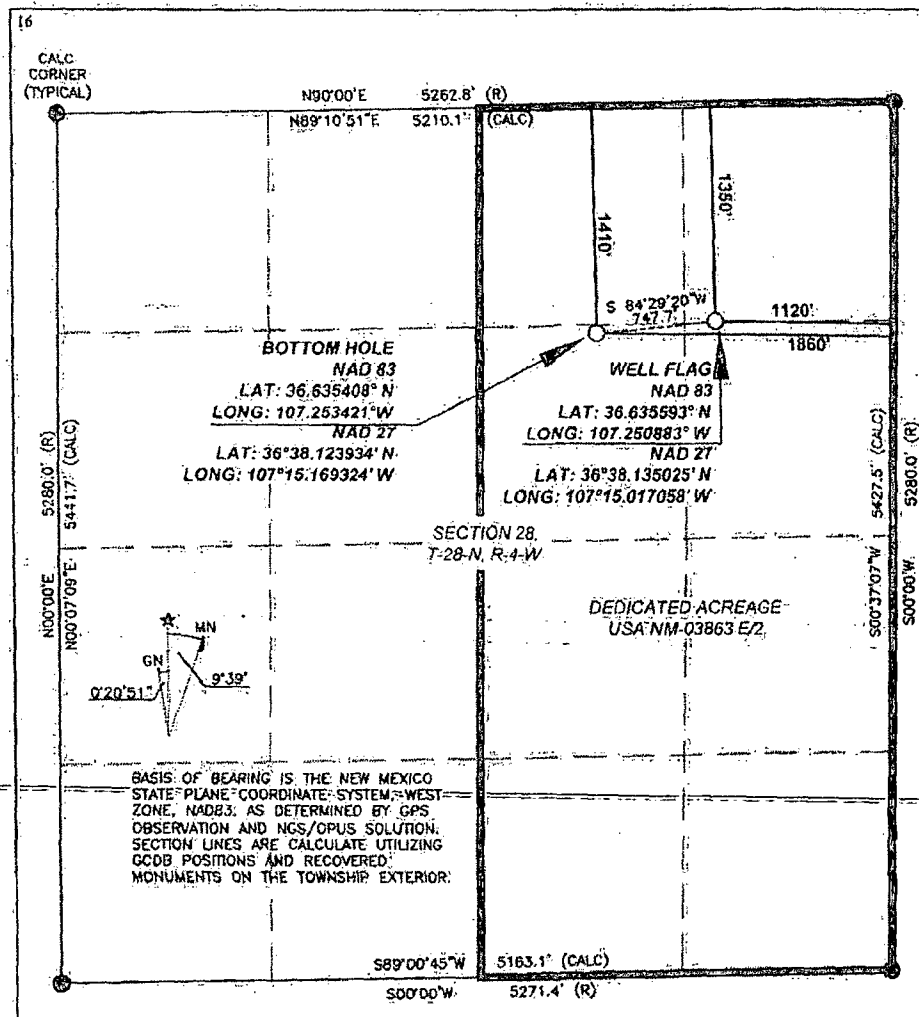 16
CALC
CORNER
(TYPICAL)
N90°00'E 5262.8' (R)
N89°10'51"E 5210.1' (CALC)
1410'
1350'
S 84°29'20"W
747.7'
1120'
1860'
BOTTOM HOLE
NAD 83
LAT: 36.635408° N
LONG: 107.253421° W
NAD 27
LAT: 36°38.123934' N
LONG: 107°15.169324' W
WELL FLAG
NAD 83
LAT: 36.635593° N
LONG: 107.250883° W
NAD 27
LAT: 36°38.135025' N
LONG: 107°15.017058' W
N00°00'E 5280.0' (R)
N00°07'09"E 5441.7' (CALC)
S00°37'07"W 5427.5' (CALC)
S00°00'W 5280.0' (R)
SECTION 28,
T-28-N, R-4-W
DEDICATED ACREAGE
USA NM-03863 E/2
MN
GN
9°39'
0°20'51"
BASIS OF BEARING IS THE NEW MEXICO
STATE PLANE COORDINATE SYSTEM, WEST
ZONE, NAD83, AS DETERMINED BY GPS
OBSERVATION AND NGS/OPUS SOLUTION.
SECTION LINES ARE CALCULATE UTILIZING
GCDB POSITIONS AND RECOVERED
MONUMENTS ON THE TOWNSHIP EXTERIOR.
S89°00'45"W 5163.1' (CALC)
S00°00'W 5271.4' (R)